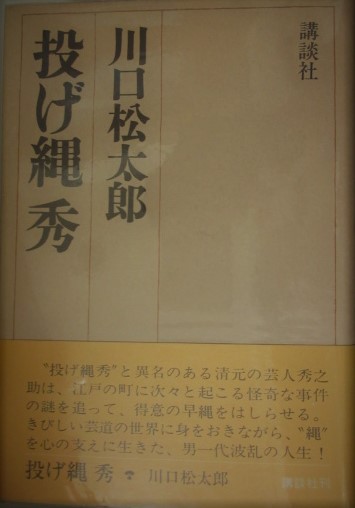 講談社
川口松太郎
投げ縄 秀
〝投げ縄秀〟と異名のある清元の芸人秀之
助は、江戸の町に次々と起こる怪奇な事件
の謎を追って、得意の早縄をはしらせる。
きびしい芸道の世界に身をおきながら、〝縄〟
を心の支えに生きた、男一代波乱の人生！
投げ縄 秀 川口松太郎 講談社刊